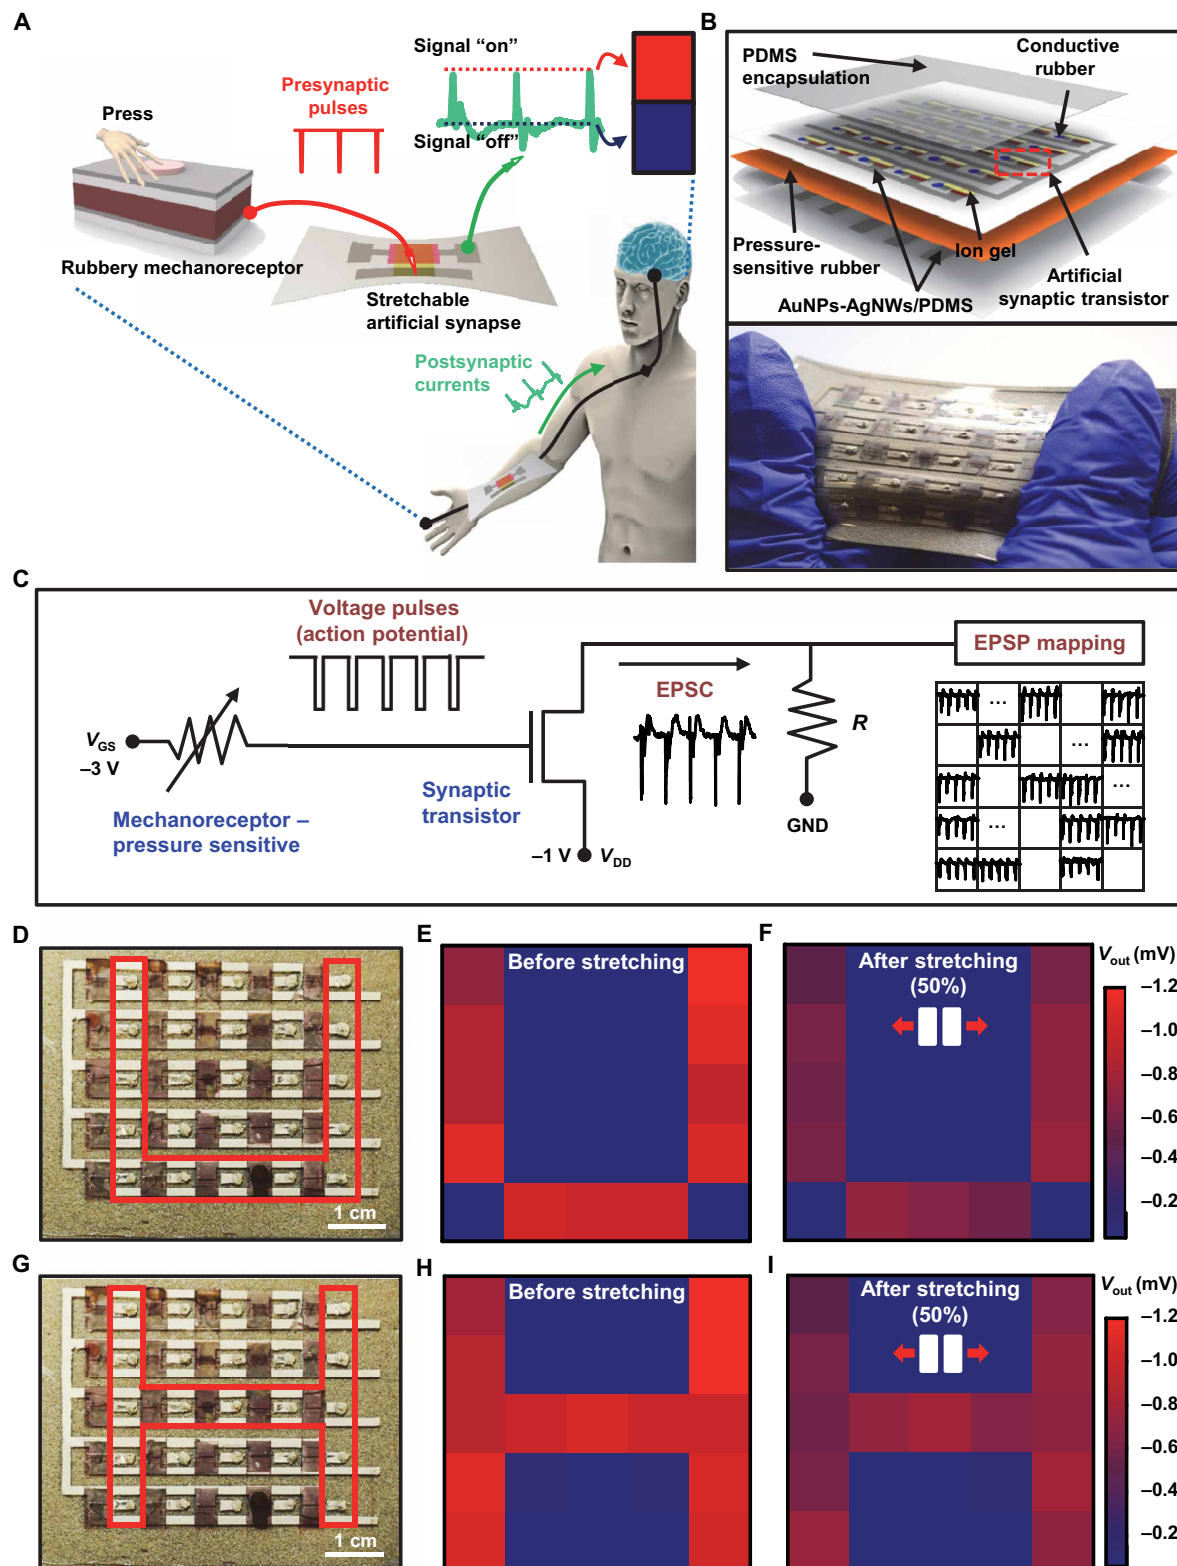 A
Signal “on”
Presynaptic
pulses
Press
Signal “off”
Rubbery mechanoreceptor
Stretchable
artificial synapse
Postsynaptic
currents
B
PDMS
encapsulation
Conductive
rubber
Pressure-
sensitive rubber
Ion gel
AuNPs-AgNWs/PDMS
Artificial
synaptic transistor
C
Voltage pulses
(action potential)
EPSP mapping
EPSC
VGS
–3 V
R
Synaptic
transistor
Mechanoreceptor –
pressure sensitive
GND
–1 V
VDD
...
...
...
...
D
1 cm
E
Before stretching
F
After stretching
(50%)
Vout (mV)
–1.2
–1.0
–0.8
–0.6
–0.4
–0.2
G
1 cm
H
Before stretching
I
After stretching
(50%)
Vout (mV)
–1.2
–1.0
–0.8
–0.6
–0.4
–0.2